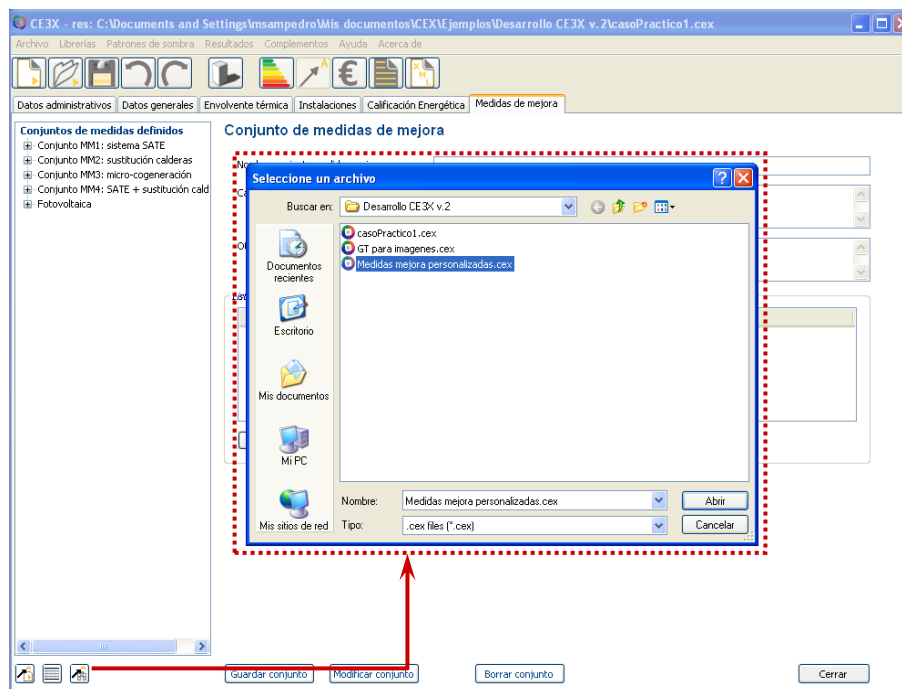 CE3X - res: C:\Documents and Settings\msampedro\Mis documentos\CEX\Ejemplos\Desarrollo CE3X v.2\casoPractico1.cex
Archivo Librerías Patrones de sombra Resultados Complementos Ayuda Acerca de
Datos administrativos Datos generales Envolvente térmica Instalaciones Calificación Energética Medidas de mejora
Conjuntos de medidas definidos
Conjunto MM1: sistema SATE
Conjunto MM2: sustitución calderas
Conjunto MM3: micro-cogeneración
Conjunto MM4: SATE + sustitución cald
Fotovoltaica
Conjunto de medidas de mejora
Seleccione un archivo
Buscar en: Desarrollo CE3X v.2
casoPractico1.cex
GT para imagenes.cex
Medidas mejora personalizadas.cex
Documentos
recientes
Escritorio
Mis documentos
Mi PC
Mis sitios de red
Nombre: Medidas mejora personalizadas.cex Abrir
Tipo: .cex files (*.cex) Cancelar
Guardar conjunto Modificar conjunto Borrar conjunto Cerrar